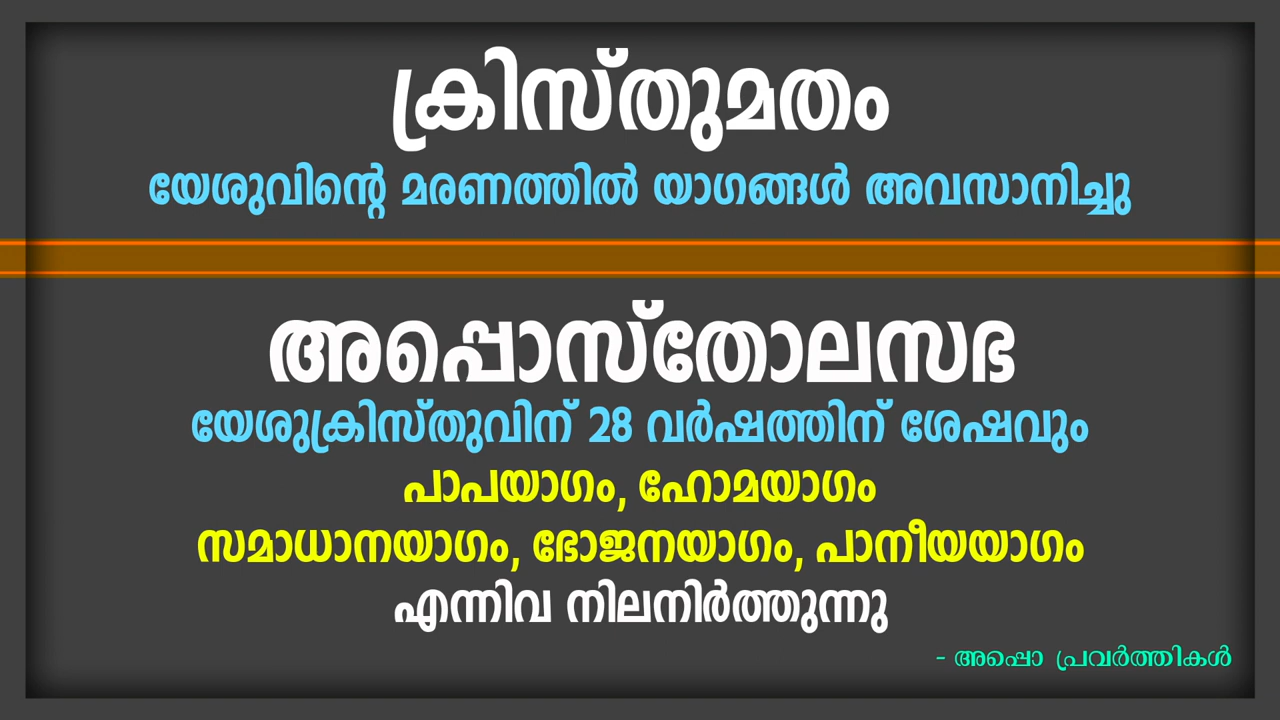 ക്രിസ്തുമതം
യേശുവിന്റെ മരണത്തിൽ യാഗങ്ങൾ അവസാനിച്ചു
അപ്പൊസ്തോലസഭ
യേശുക്രിസ്തുവിന് 28 വർഷത്തിന് ശേഷവും
പാപയാഗം, ഹോമയാഗം
സമാധാനയാഗം, ഭോജനയാഗം, പാനീയയാഗം
എന്നിവ നിലനിർത്തുന്നു
- അപ്പൊ പ്രവർത്തികൾ